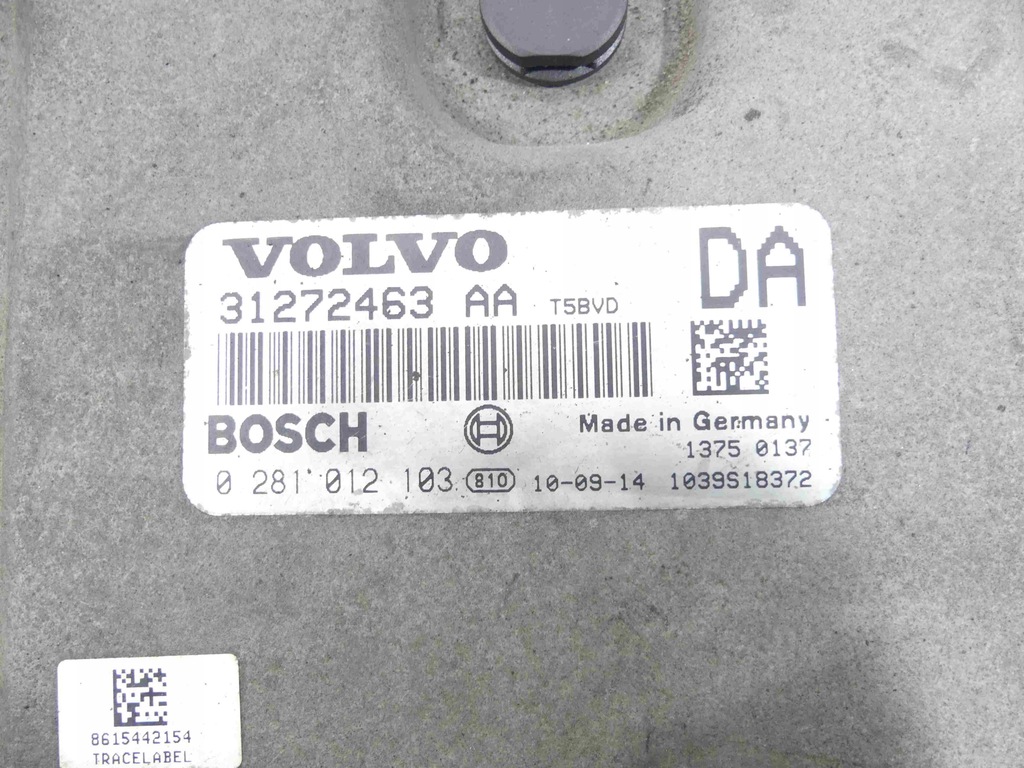 VOLVO
DA
31272463 AA T5BVD
BOSCH
Made in Germany
1375 0137
0 281 012 103 810 10-09-14 1039S18372
8615442154
TRACELABEL